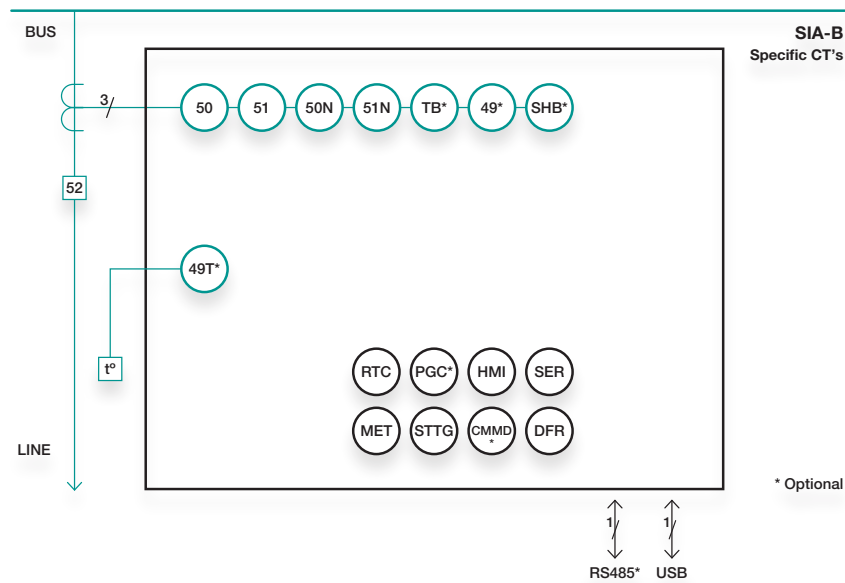 BUS
SIA-B
Specific CT's
3
50
51
50N
51N
TB*
49*
SHB*
52
49T*
tº
RTC
PGC*
HMI
SER
MET
STTG
CMMD
*
DFR
LINE
* Optional
1
1
RS485*
USB